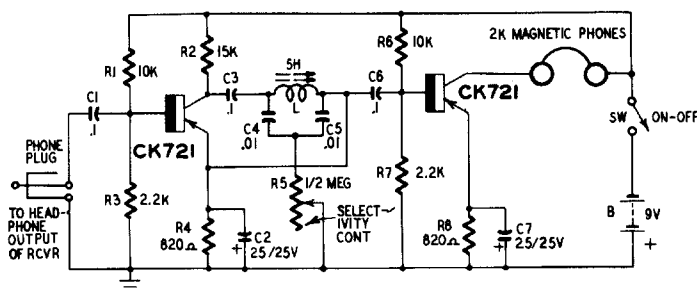 R1
10K
R2
15K
C3
.1
5H
L
C4
.01
C5
.01
C6
.1
R6
10K
2K MAGNETIC PHONES
CK721
C1
.1
CK721
SW
ON-OFF
PHONE
PLUG
TO HEAD-
PHONE
OUTPUT
OF RCVR
R3
2.2K
R4
820Ω
C2
25/25V
R5
1/2 MEG
SELECT-
IVITY
CONT
R7
2.2K
R8
820Ω
C7
25/25V
B
9V
+
+
+